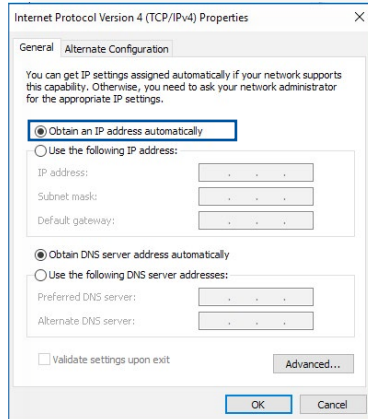 Internet Protocol Version 4 (TCP/IPv4) Properties
General Alternate Configuration
You can get IP settings assigned automatically if your network supports
this capability. Otherwise, you need to ask your network administrator
for the appropriate IP settings.
Obtain an IP address automatically
Use the following IP address:
IP address:
Subnet mask:
Default gateway:
Obtain DNS server address automatically
Use the following DNS server addresses:
Preferred DNS server:
Alternate DNS server:
Validate settings upon exit
Advanced...
OK Cancel